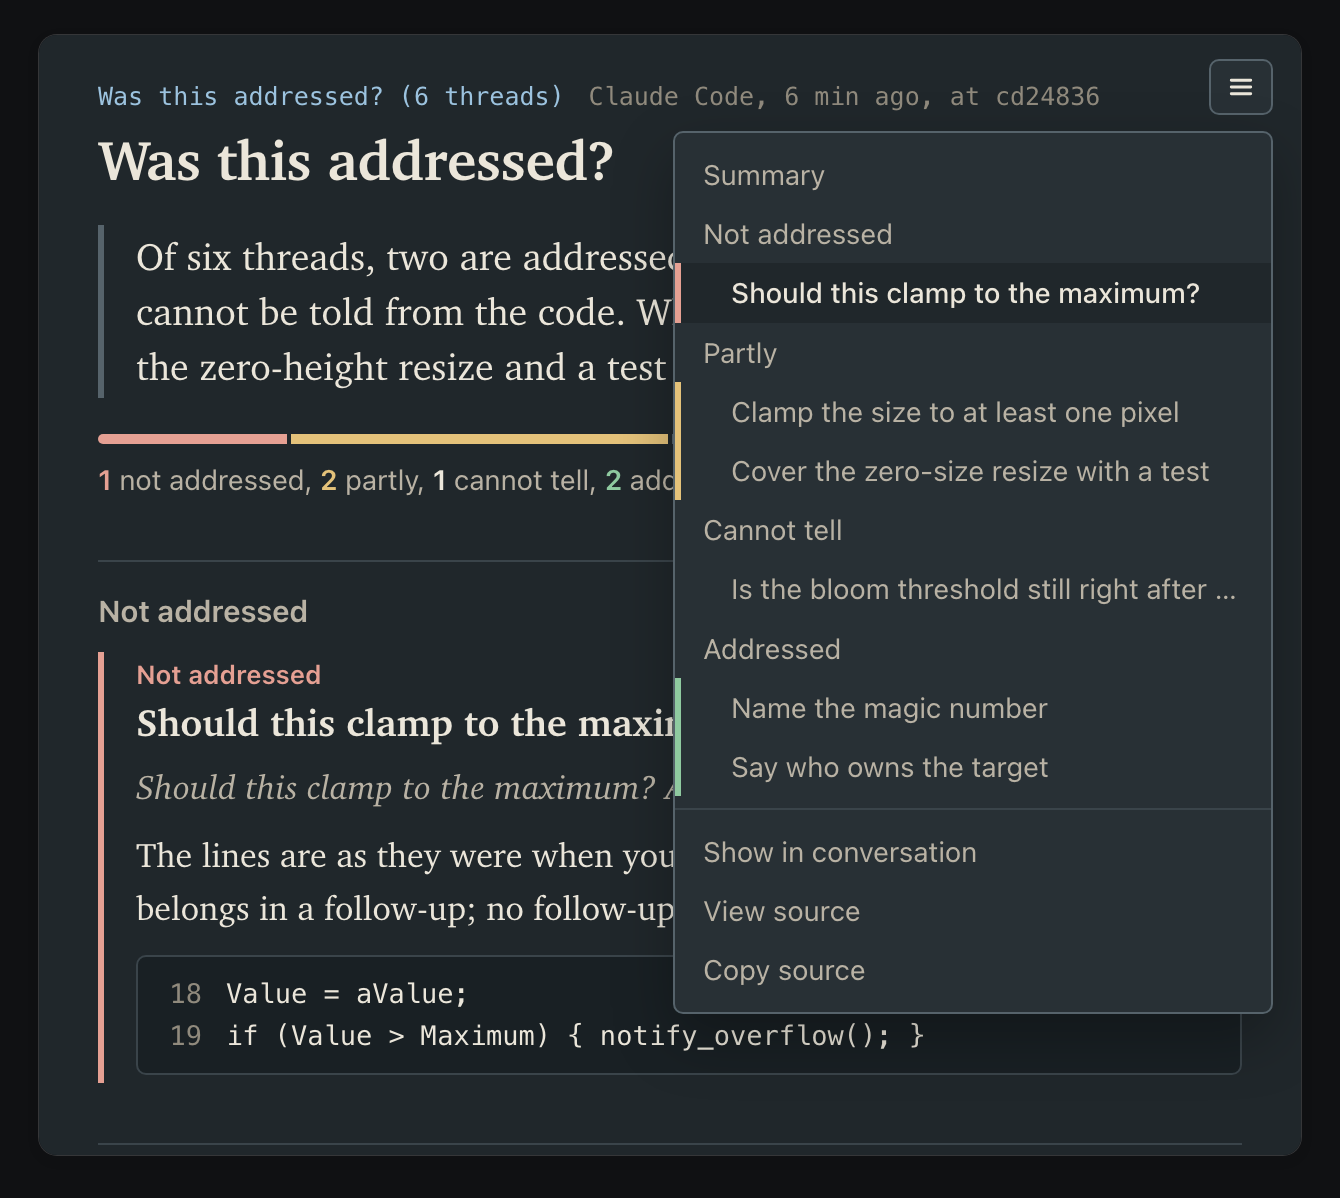 Was this addressed? (6 threads) Claude Code, 6 min ago, at cd24836
Was this addressed?
Of six threads, two are addressed
cannot be told from the code.
the zero-height resize and a test
1 not addressed, 2 partly, 1 cannot tell, 2
Not addressed
Not addressed
Should this clamp to the
Should this clamp to the maximum?
The lines are as they were when you
belongs in a follow-up; no follow-up
18 Value = aValue;
19 if (Value > Maximum) { notify_overflow(); }
Summary
Not addressed
Should this clamp to the maximum?
Partly
Clamp the size to at least one pixel
Cover the zero-size resize with a test
Cannot tell
Is the bloom threshold still right after ...
Addressed
Name the magic number
Say who owns the target
Show in conversation
View source
Copy source